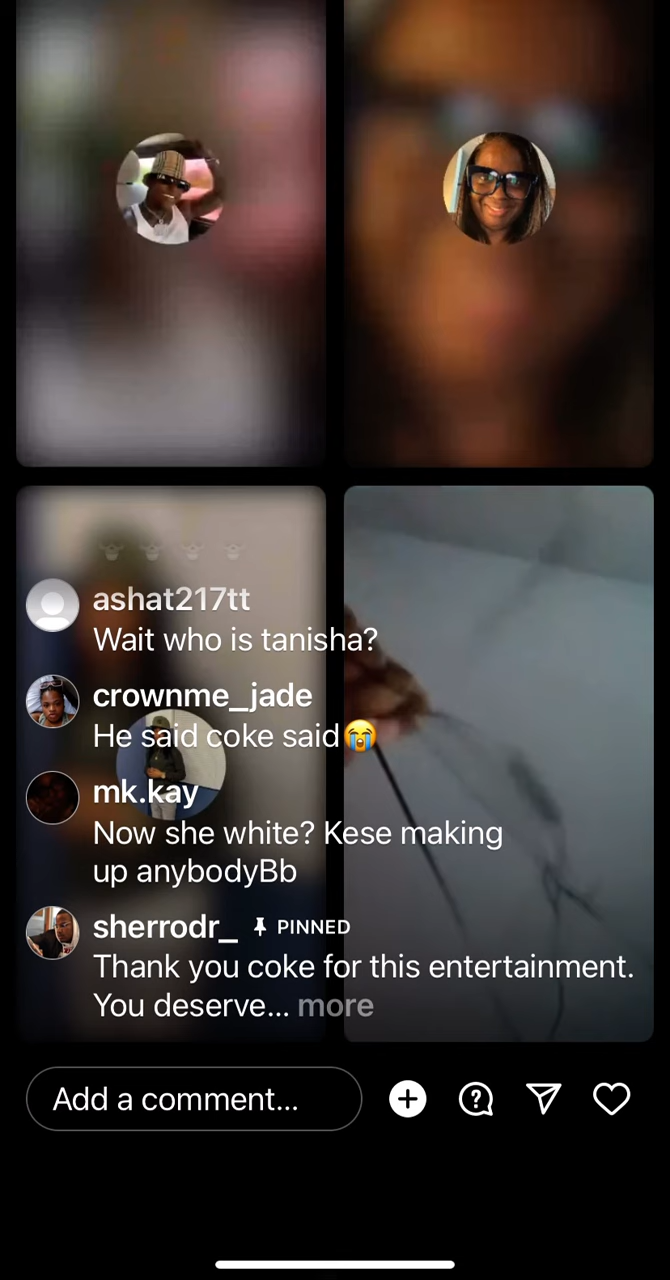 ashat217tt
Wait who is tanisha?
crownme_jade
He said coke said😭
mk.kay
Now she white? Kese making
up anybodyBb
sherrodr_ PINNED
Thank you coke for this entertainment.
You deserve... more
Add a comment...